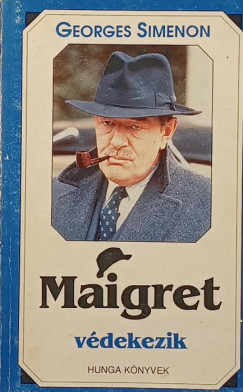 GEORGES SIMENON
Maigret
védekezik
HUNGA KÖNYVEK